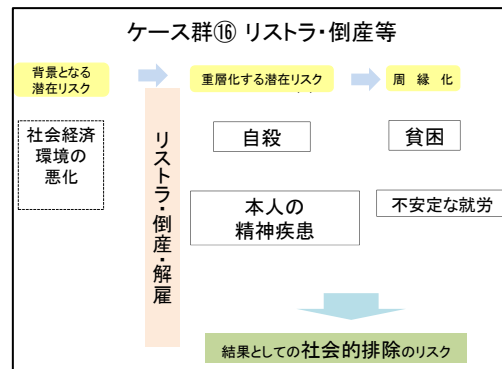 ケース群⑯ リストラ・倒産等
背景となる
潜在リスク
重層化する潜在リスク
周 縁 化
社会経済
環境の
悪化
リストラ・倒産・解雇
自殺
貧困
本人の
精神疾患
不安定な就労
結果としての社会的排除のリスク